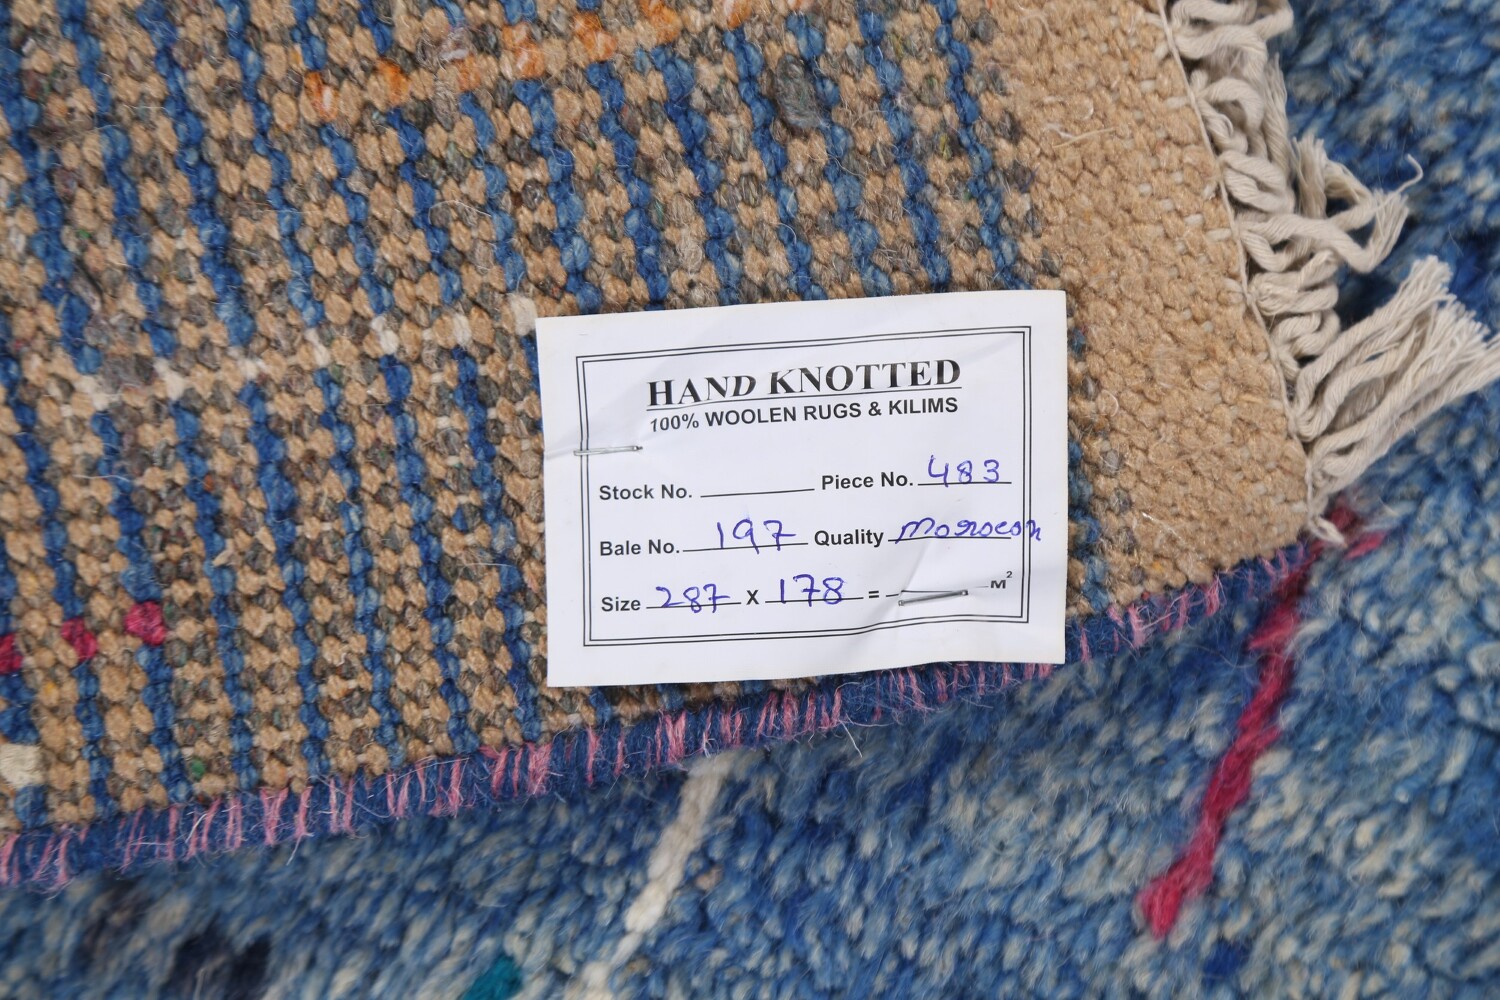 HAND KNOTTED
100% WOOLEN RUGS & KILIMS
Stock No. Piece No. 483
Bale No. 197 Quality Morocon
Size 287 X 178 = M²